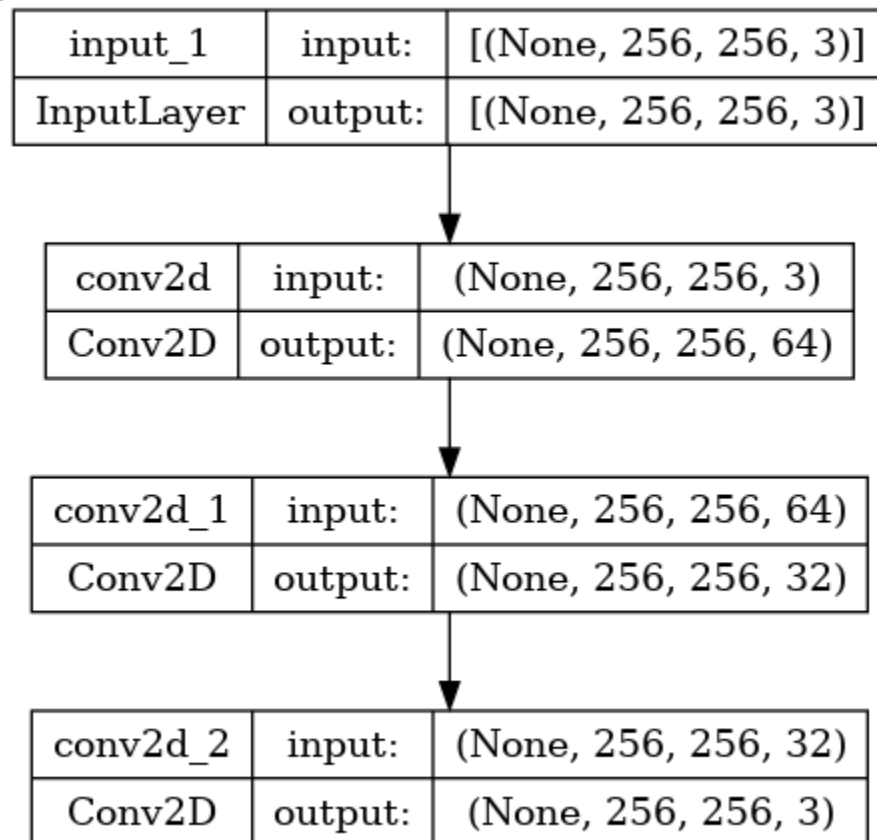 input_1 input: [(None, 256, 256, 3)]
InputLayer output: [(None, 256, 256, 3)]
conv2d input: (None, 256, 256, 3)
Conv2D output: (None, 256, 256, 64)
conv2d_1 input: (None, 256, 256, 64)
Conv2D output: (None, 256, 256, 32)
conv2d_2 input: (None, 256, 256, 32)
Conv2D output: (None, 256, 256, 3)